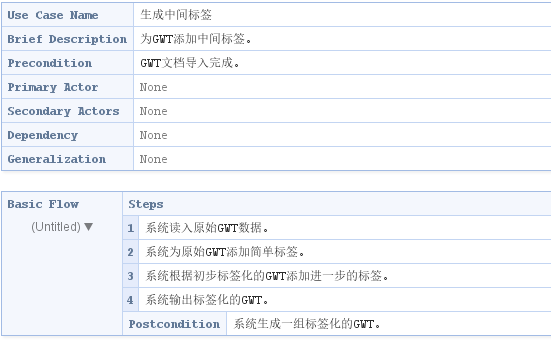 Use Case Name 生成中间标签
Brief Description 为GWT添加中间标签。
Precondition GWT文档导入完成。
Primary Actor None
Secondary Actors None
Dependency None
Generalization None
Basic Flow Steps
(Untitled) ▼
1 系统读入原始GWT数据。
2 系统为原始GWT添加简单标签。
3 系统根据初步标签化的GWT添加进一步的标签。
4 系统输出标签化的GWT。
Postcondition 系统生成一组标签化的GWT。